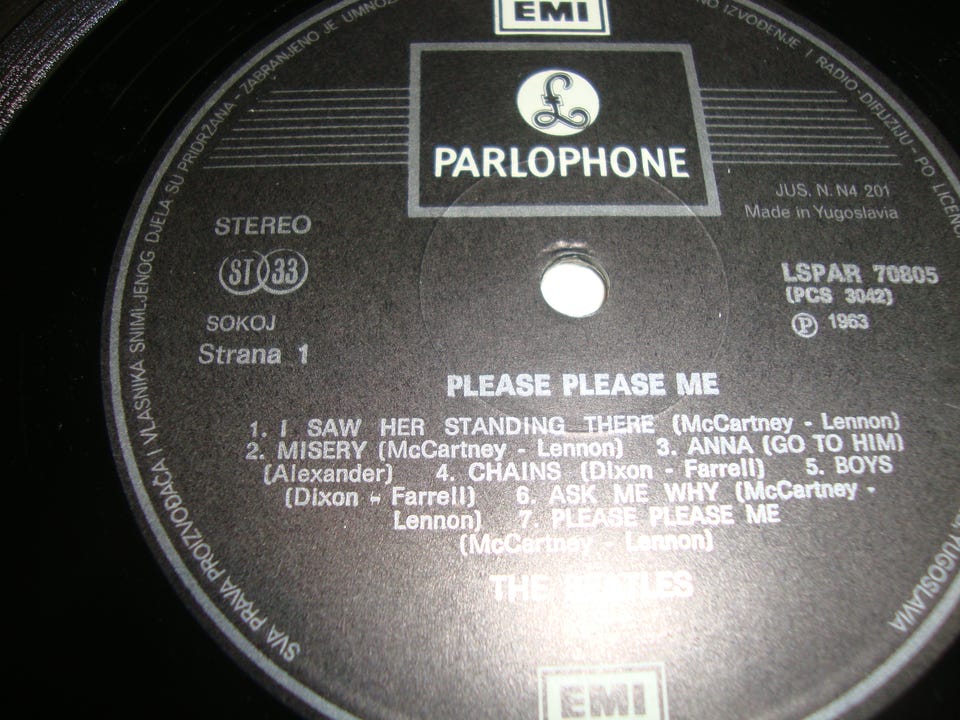 EMI
£
PARLOPHONE
JUS. N. N4 201
Made in Yugoslavia
STEREO
ST 33
LSPAR 70805
(PCS 3042)
SOKOJ
Ⓟ 1963
Strana 1
PLEASE PLEASE ME
1. I SAW HER STANDING THERE (McCartney - Lennon)
2. MISERY (McCartney - Lennon) 3. ANNA (GO TO HIM)
(Alexander) 4. CHAINS (Dixon - Farrell) 5. BOYS
(Dixon - Farrell) 6. ASK ME WHY (McCartney -
Lennon) 7. PLEASE PLEASE ME
(McCartney - Lennon)
THE BEATLES
EMI
SVA PRAVA PROIZVOĐAČA I VLASNIKA SNIMLJENOG DJELA SU PRIDRŽANA - ZABRANJENO JE IZVOĐENJE I RADIO-DIFUZIJU - PO YUGOSLAVIA